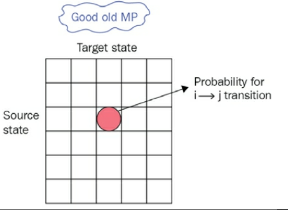 Good old MP
Target state
Probability for
i → j transition
Source
state